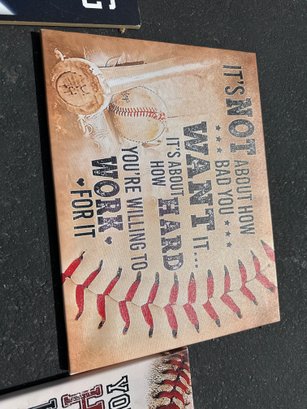 IT'S NOT ABOUT HOW
BAD YOU
WANT IT...
IT'S ABOUT HARD
HOW
YOU'RE WILLING TO
WORK
FOR IT
YO